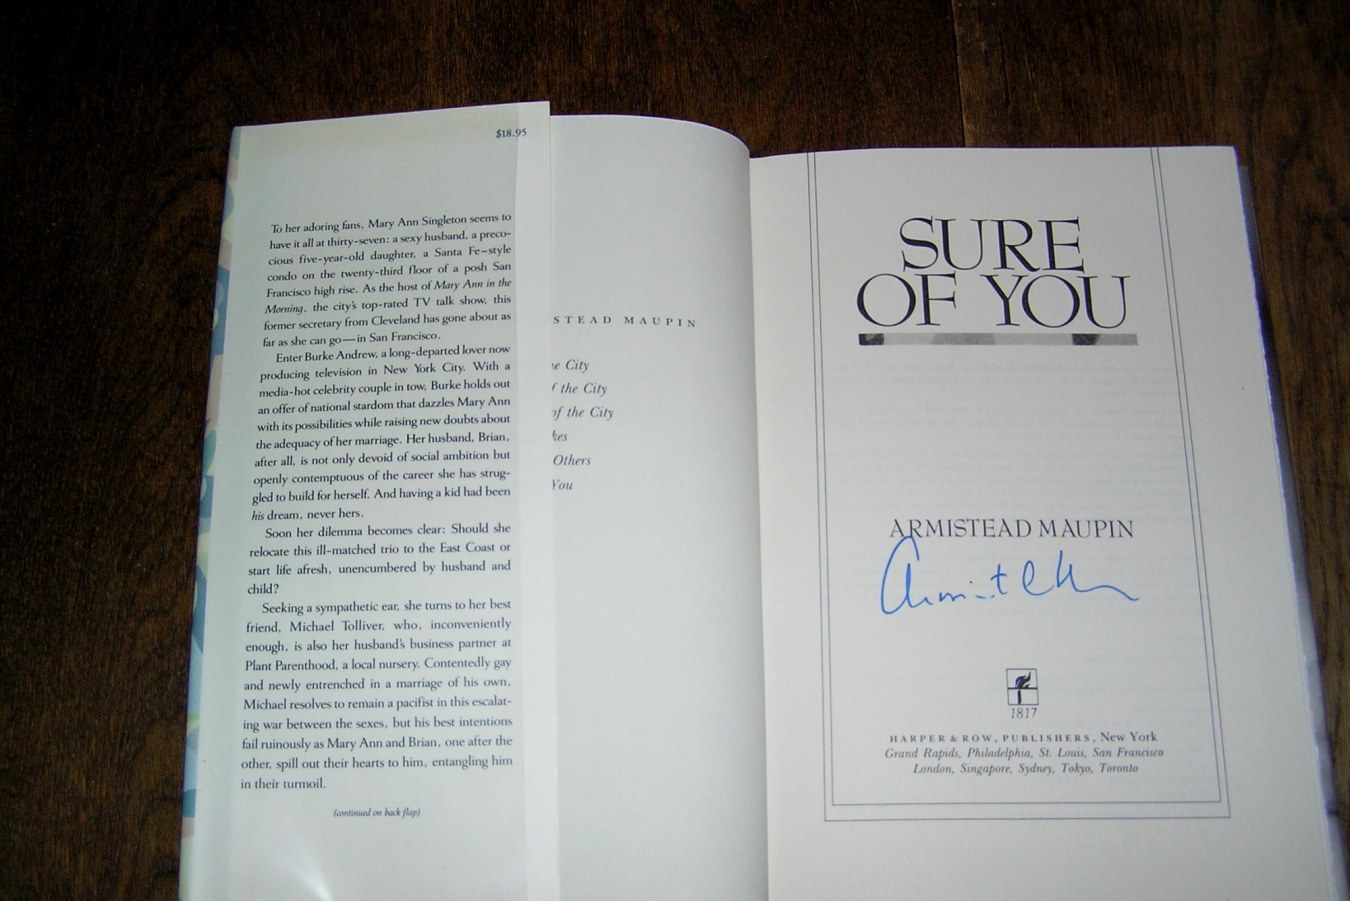 $18.95
To her adoring fans, Mary Ann Singleton seems to
have it all at thirty-seven: a sexy husband, a preco-
cious five-year-old daughter, a Santa Fe–style
condo on the twenty-third floor of a posh San
Francisco high rise. As the host of Mary Ann in the
Morning, the city's top-rated TV talk show, this
former secretary from Cleveland has gone about as
far as she can go—in San Francisco.
Enter Burke Andrew, a long-departed lover now
producing television in New York City. With a
media-hot celebrity couple in tow, Burke holds out
an offer of national stardom that dazzles Mary Ann
with its possibilities while raising new doubts about
the adequacy of her marriage. Her husband, Brian,
after all, is not only devoid of social ambition but
openly contemptuous of the career she has strug-
gled to build for herself. And having a kid had been
his dream, never hers.
Soon her dilemma becomes clear: Should she
relocate this ill-matched trio to the East Coast or
start life afresh, unencumbered by husband and
child?
Seeking a sympathetic ear, she turns to her best
friend, Michael Tolliver, who, inconveniently
enough, is also her husband's business partner at
Plant Parenthood, a local nursery. Contentedly gay
and newly entrenched in a marriage of his own,
Michael resolves to remain a pacifist in this escalat-
ing war between the sexes, but his best intentions
fail ruinously as Mary Ann and Brian, one after the
other, spill out their hearts to him, entangling him
in their turmoil.
(continued on back flap)
STEAD MAUPIN
e City
f the City
of the City
kes
Others
You
SURE
OF YOU
ARMISTEAD MAUPIN
1817
HARPER & ROW, PUBLISHERS, New York
Grand Rapids, Philadelphia, St. Louis, San Francisco
London, Singapore, Sydney, Tokyo, Toronto